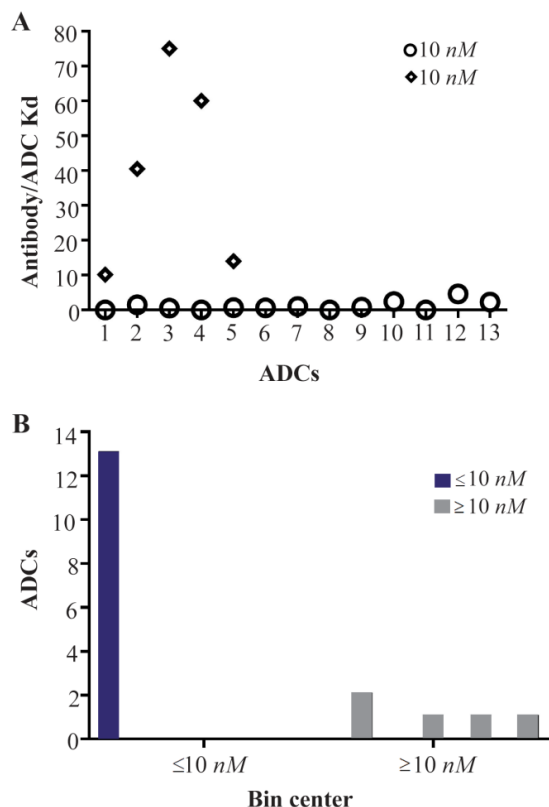 A
80
70
60
50
40
30
20
10
0
Antibody/ADC Kd
10 nM
10 nM
1 2 3 4 5 6 7 8 9 10 11 12 13
ADCs
B
14
12
10
8
6
4
2
0
ADCs
≤10 nM
≥10 nM
≤10 nM ≥10 nM
Bin center